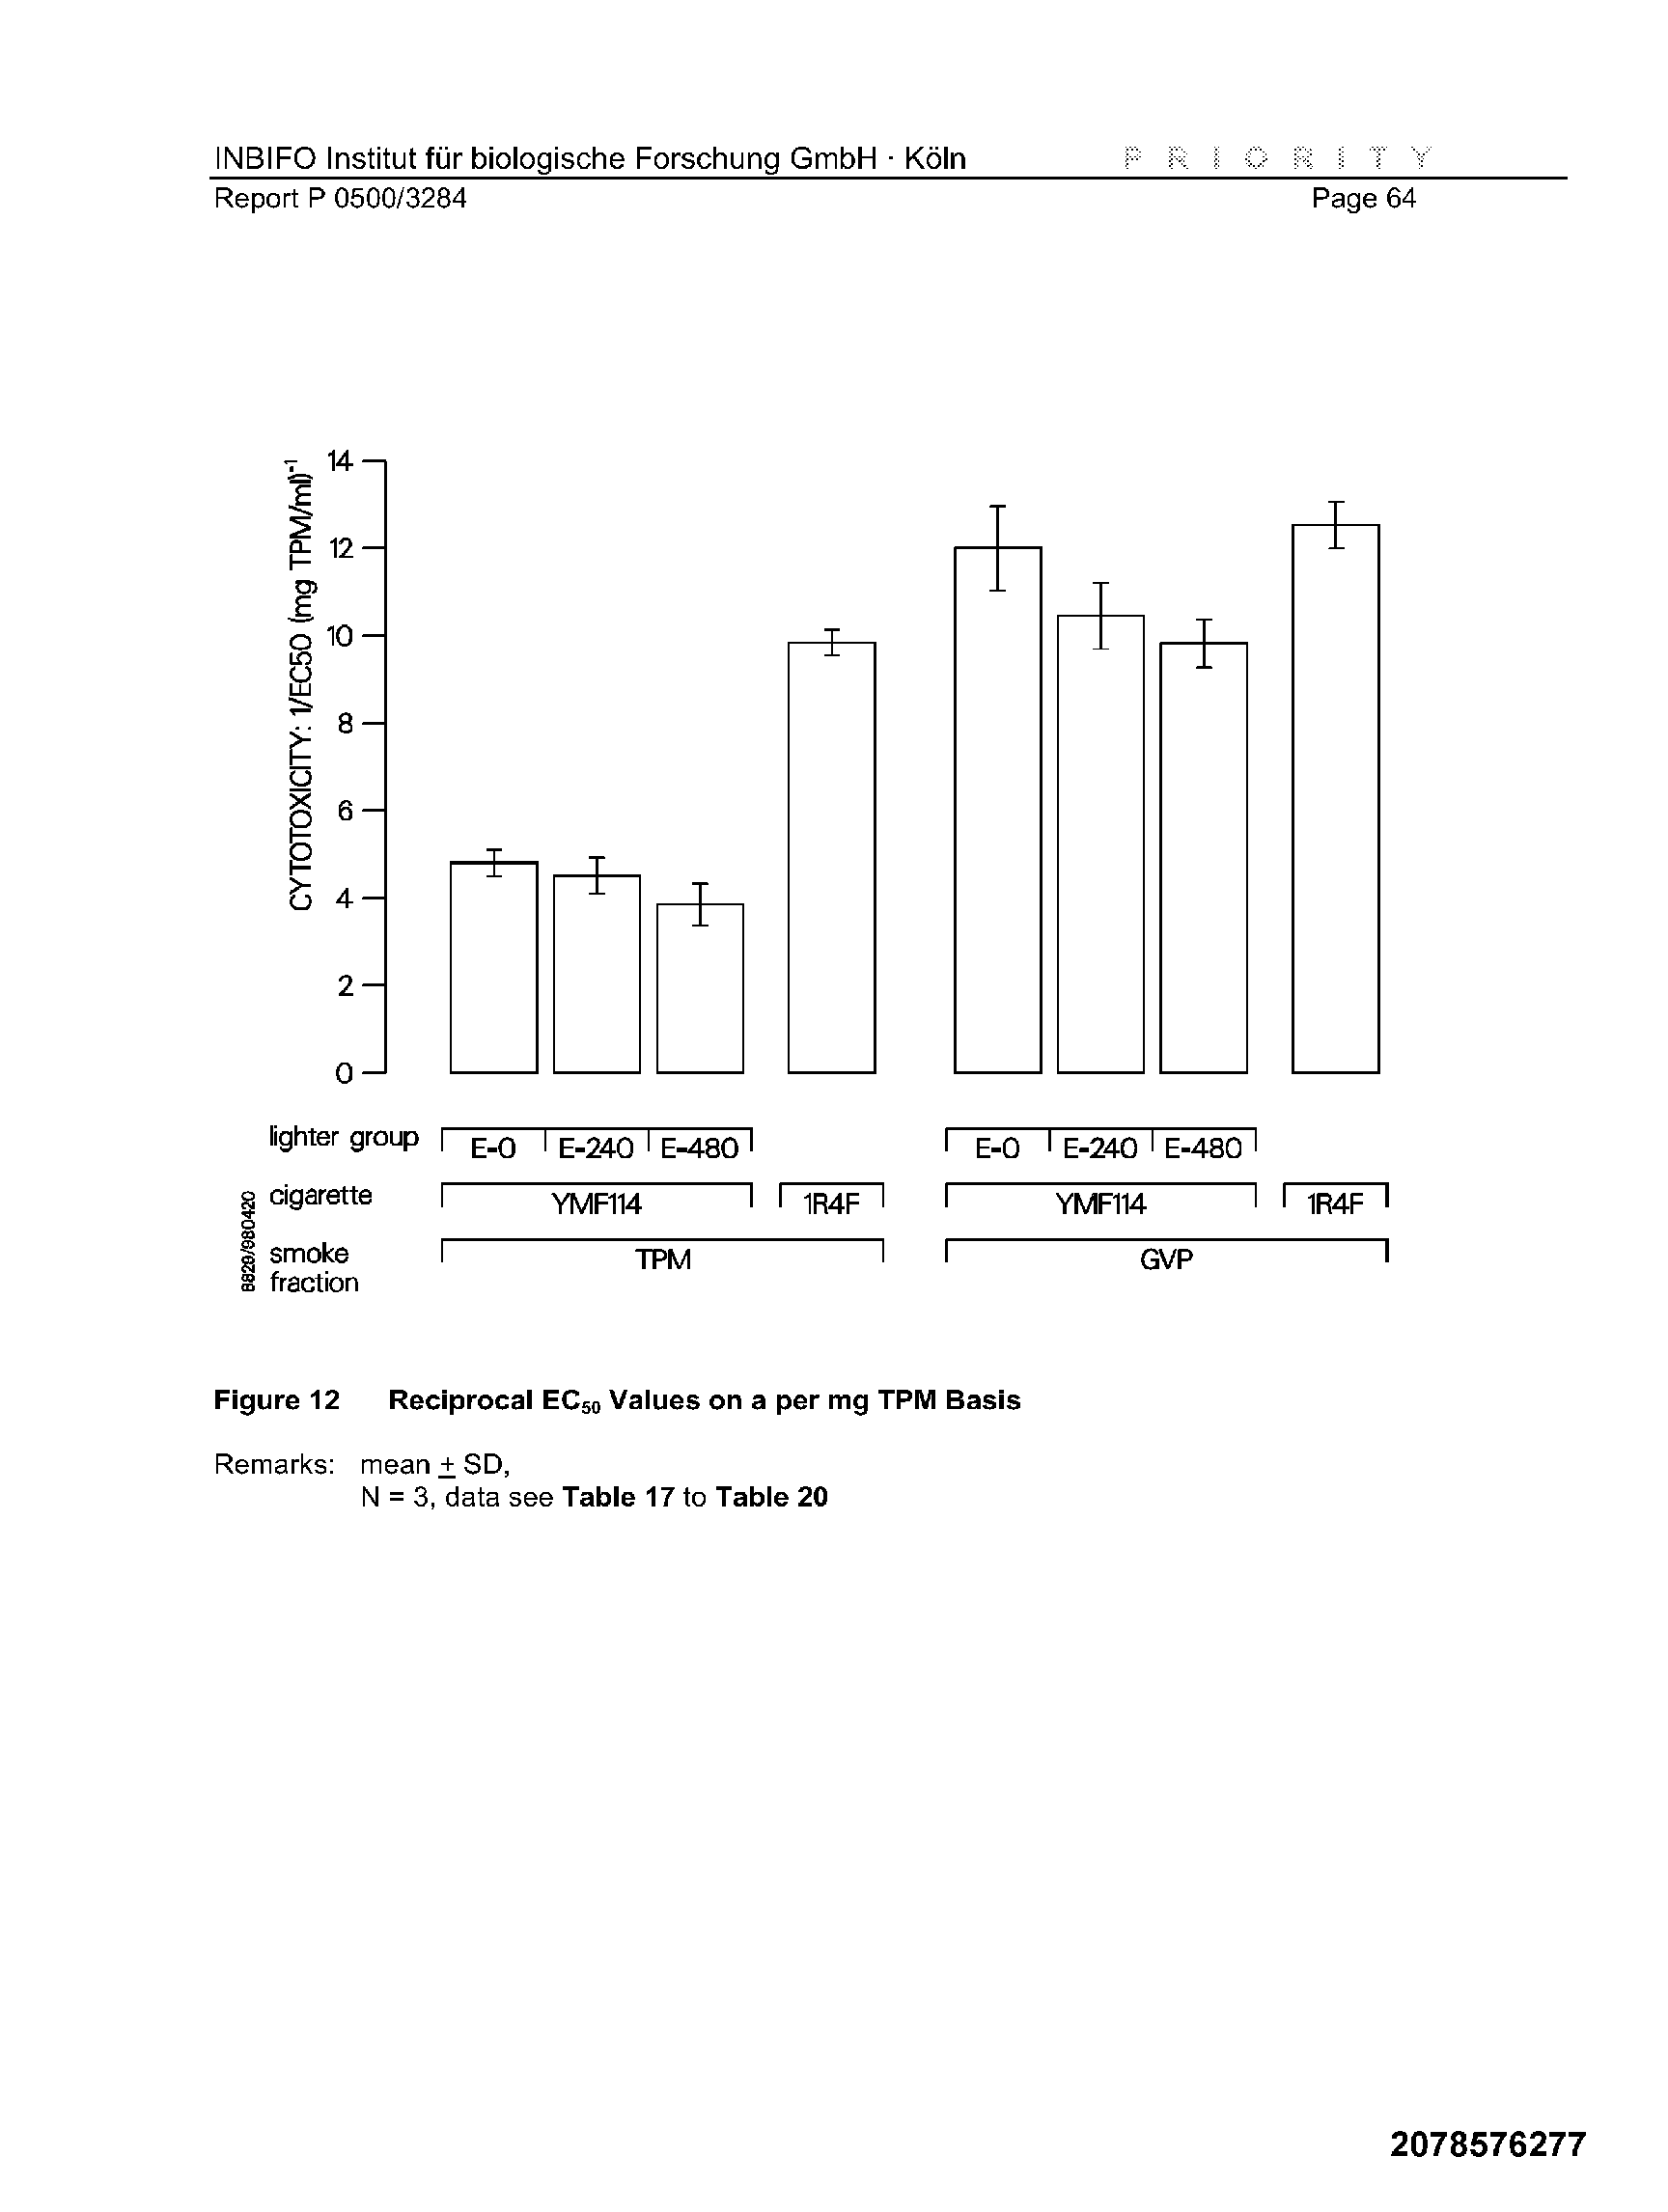 INBIFO Institut für biologische Forschung GmbH · Köln PRIORITY
Report P 0500/3284 Page 64
CYTOTOXICITY: 1/EC50 (mg TPM/ml)⁻¹
14
12
10
8
6
4
2
0
lighter group E-0 E-240 E-480 E-0 E-240 E-480
cigarette YMF114 1R4F YMF114 1R4F
smoke TPM GVP
fraction
8829/980420
Figure 12 Reciprocal EC₅₀ Values on a per mg TPM Basis
Remarks: mean ± SD,
N = 3, data see Table 17 to Table 20
2078576277